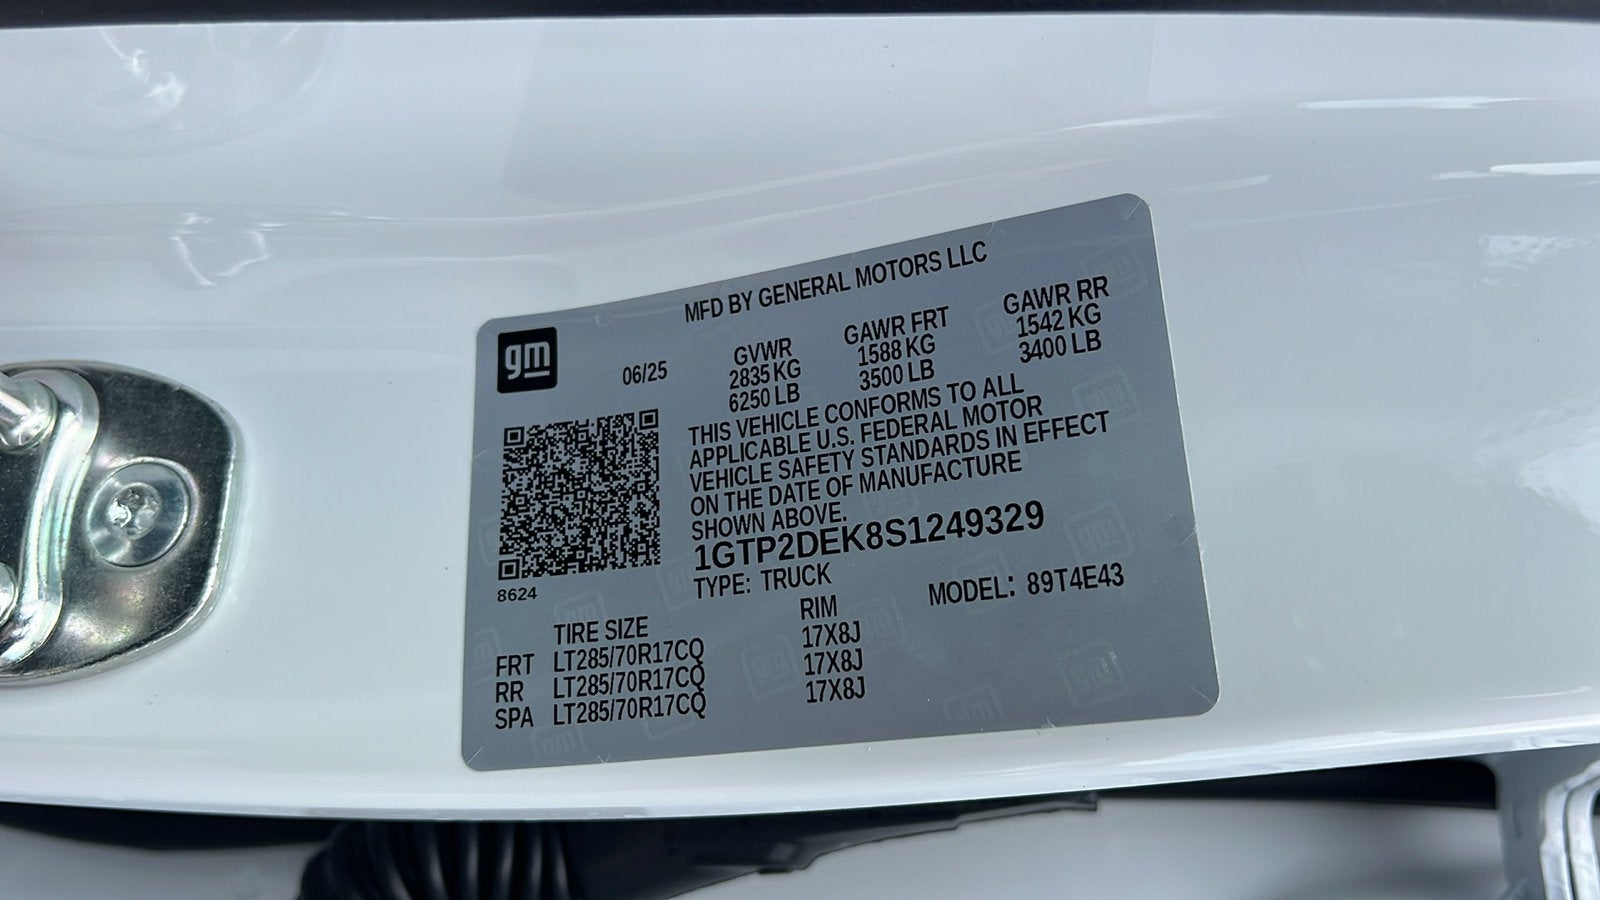 MFD BY GENERAL MOTORS LLC
gm
06/25
GVWR GAWR FRT GAWR RR
2835 KG 1588 KG 1542 KG
6250 LB 3500 LB 3400 LB
THIS VEHICLE CONFORMS TO ALL
APPLICABLE U.S. FEDERAL MOTOR
VEHICLE SAFETY STANDARDS IN EFFECT
ON THE DATE OF MANUFACTURE
SHOWN ABOVE.
1GTP2DEK8S1249329
TYPE: TRUCK MODEL: 89T4E43
8624
TIRE SIZE RIM
FRT LT285/70R17CQ 17X8J
RR LT285/70R17CQ 17X8J
SPA LT285/70R17CQ 17X8J